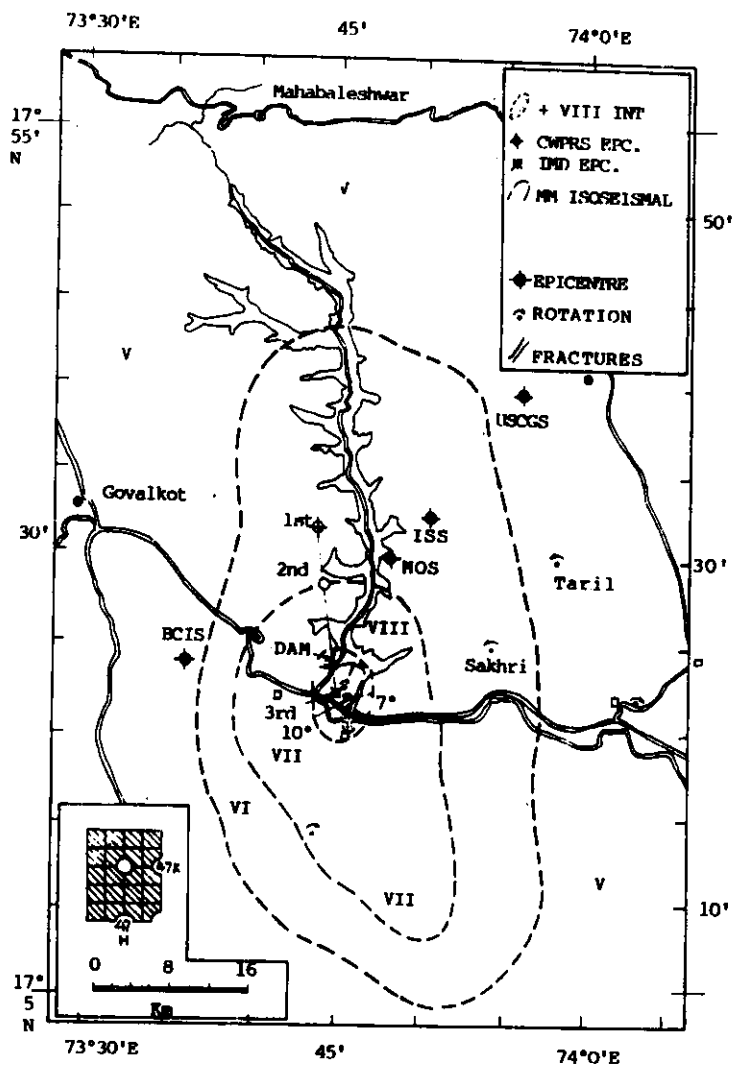 73°30'E 45' 74°0'E
Mahabaleshwar
17°
55'
N
+ VIII INT
CWPRS EPC.
IMD EPC.
MM ISOSEISMAL
EPICENTRE
ROTATION
FRACTURES
V
50'
V
USCGS
Govalkot
1st
ISS
30'
MOS
30'
2nd
Taril
BCIS
VIII
DAM
Sakhri
3rd
7°
10°
VII
VI
VII
V
10'
47K
H
0 8 16
Km
17°
5
N
73°30'E 45' 74°0'E